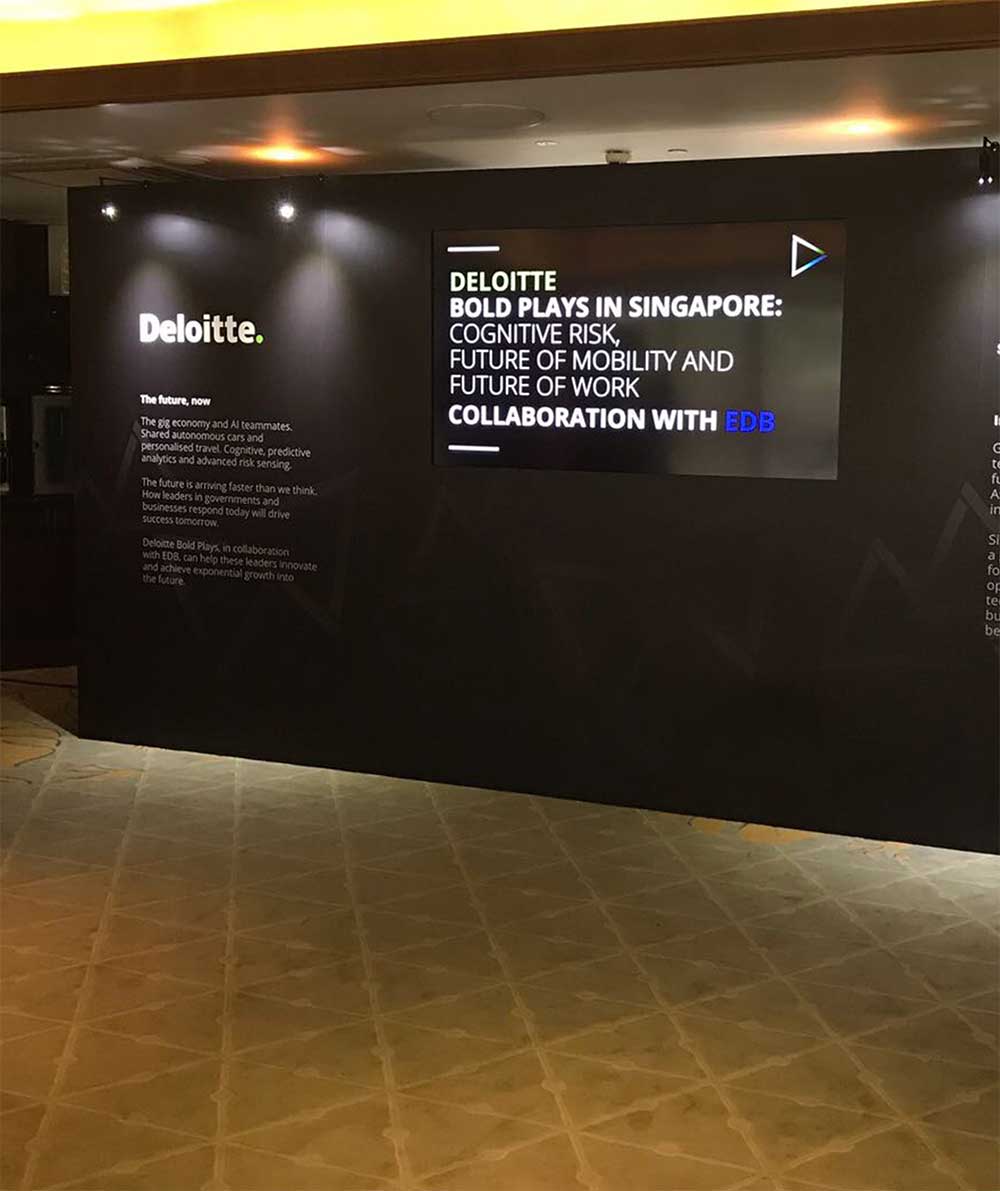 Deloitte.
The future, now
The gig economy and AI teammates.
Shared autonomous cars and
personalised travel. Cognitive, predictive
analytics and advanced risk sensing.
The future is arriving faster than we think.
How leaders in governments and
businesses respond today will drive
success tomorrow.
Deloitte Bold Plays, in collaboration
with EDB, can help these leaders innovate
and achieve exponential growth into
the future.
DELOITTE
BOLD PLAYS IN SINGAPORE:
COGNITIVE RISK,
FUTURE OF MOBILITY AND
FUTURE OF WORK
COLLABORATION WITH EDB